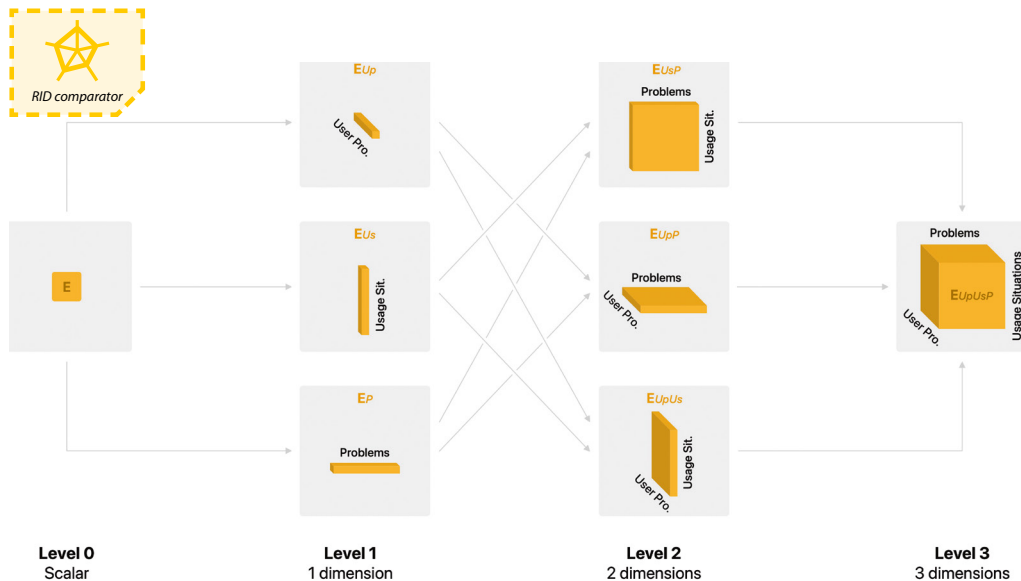 RID comparator
E
Level 0
Scalar
EUp
User Pro.
EUs
Usage Sit.
EP
Problems
Level 1
1 dimension
EUsP
Problems
Usage Sit.
EUpP
Problems
User Pro.
EUpUs
Usage Sit.
User Pro.
Level 2
2 dimensions
Problems
EUpUsP
User Pro.
Usage Situations
Level 3
3 dimensions